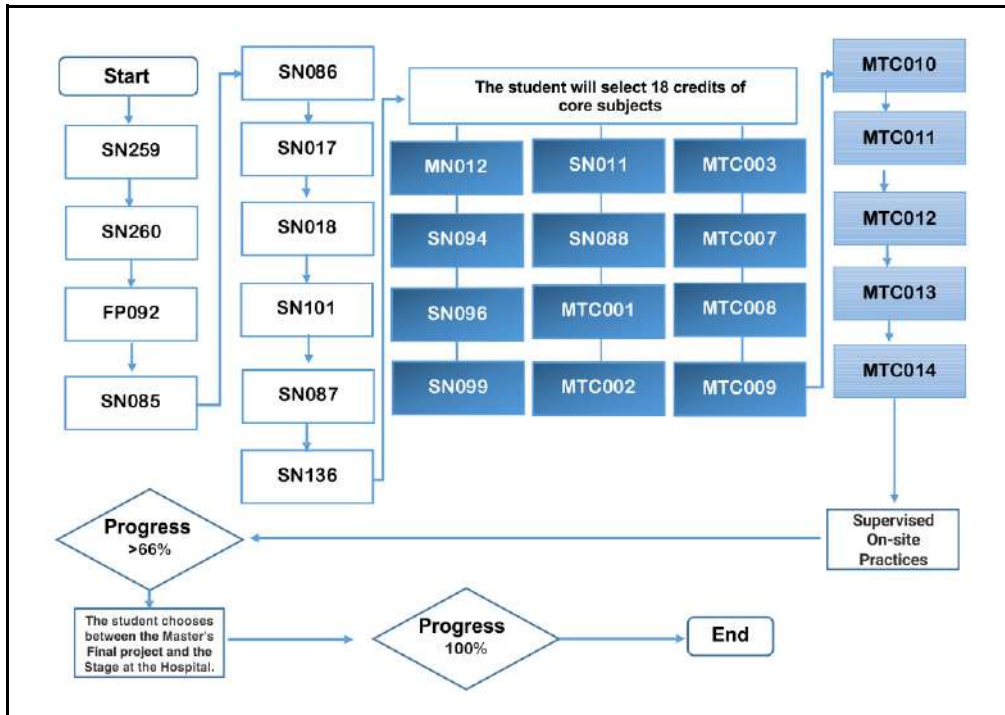 Start
SN259
SN260
FP092
SN085
SN086
SN017
SN018
SN101
SN087
SN136
The student will select 18 credits of
core subjects
MN012
SN094
SN096
SN099
SN011
SN088
MTC001
MTC002
MTC003
MTC007
MTC008
MTC009
MTC010
MTC011
MTC012
MTC013
MTC014
Supervised
On-site
Practices
Progress
>66%
The student chooses
between the Master's
Final project and the
Stage at the Hospital.
Progress
100%
End